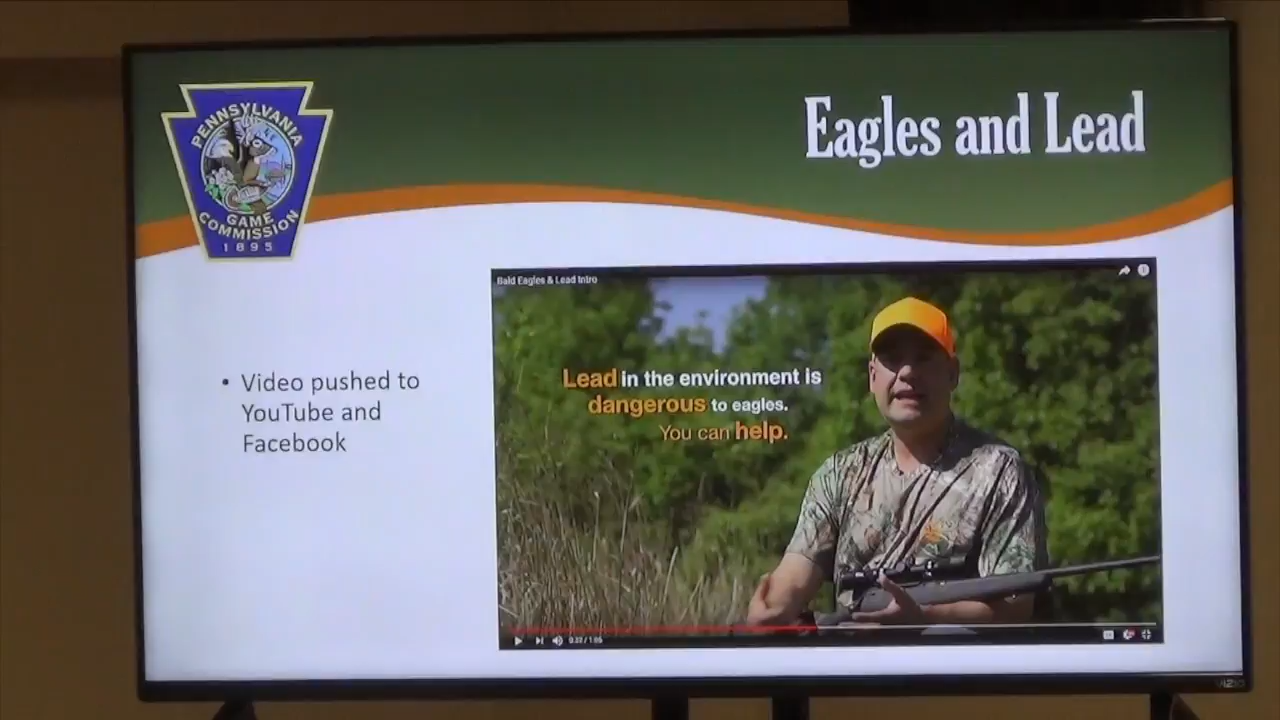 PENNSYLVANIA
GAME
COMMISSION
1895
Eagles and Lead
• Video pushed to
YouTube and
Facebook
Bald Eagles & Lead Intro
Lead in the environment is
dangerous to eagles.
You can help.
VIZIO